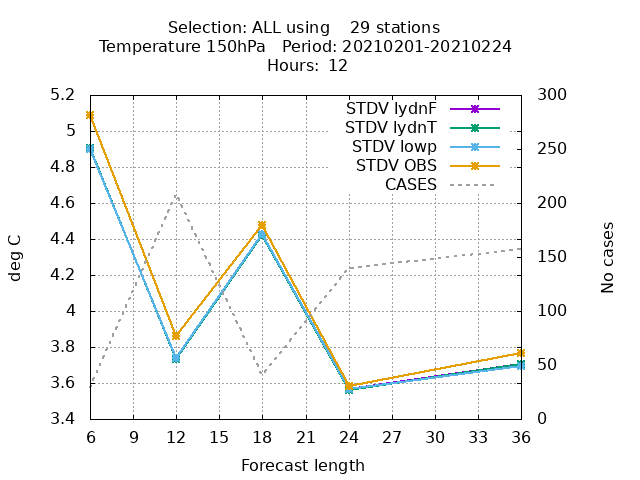 Selection: ALL using    29 stations
Temperature 150hPa   Period: 20210201-20210224
Hours:  12
STDV lydnF
STDV lydnT
STDV lowp
STDV OBS
CASES
deg C
5.2
5
4.8
4.6
4.4
4.2
4
3.8
3.6
3.4
300
250
200
150
100
50
0
No cases
6 9 12 15 18 21 24 27 30 33 36
Forecast length